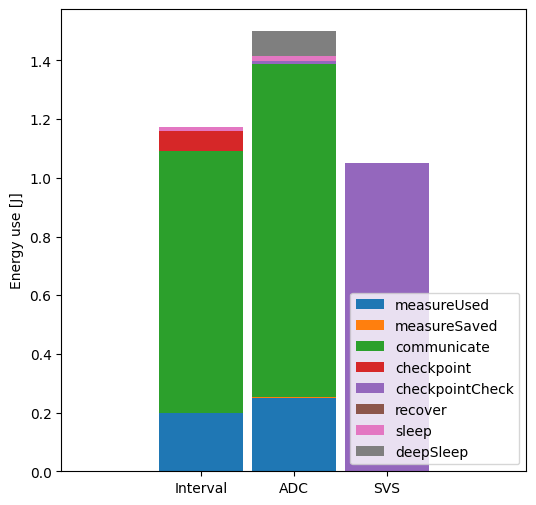 Energy use [J]
1.4
1.2
1.0
0.8
0.6
0.4
0.2
0.0
measureUsed
measureSaved
communicate
checkpoint
checkpointCheck
recover
sleep
deepSleep
Interval
ADC
SVS